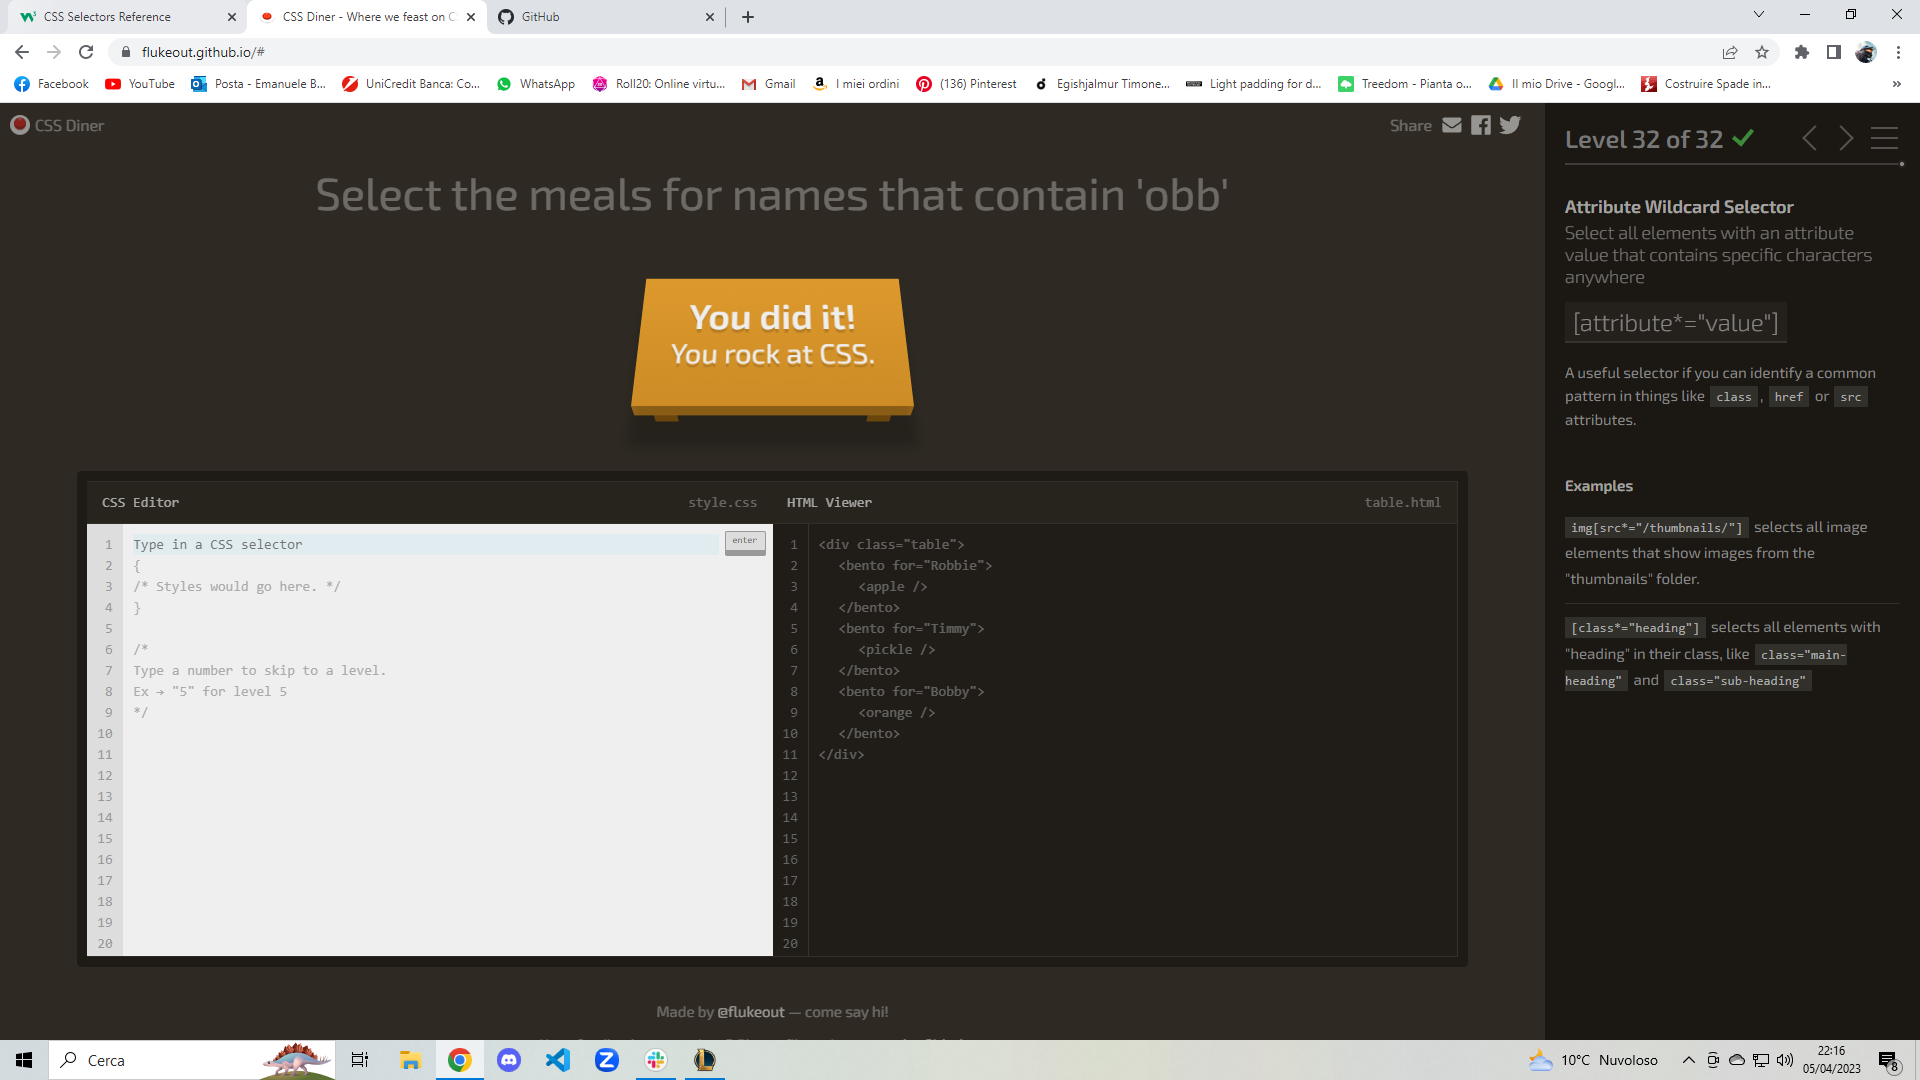 CSS Selectors Reference
CSS Diner - Where we feast on C
GitHub
flukeout.github.io/#
Facebook
YouTube
Posta - Emanuele B...
UniCredit Banca: Co...
WhatsApp
Roll20: Online virtu...
Gmail
I miei ordini
(136) Pinterest
Egishjalmur Timone...
Light padding for d...
Treedom - Pianta o...
Il mio Drive - Googl...
Costruire Spade in...
»
CSS Diner
Share
Select the meals for names that contain 'obb'
You did it!
You rock at CSS.
CSS Editor
style.css
HTML Viewer
table.html
1 Type in a CSS selector
enter
2 {
3 /* Styles would go here. */
4 }
5
6 /*
7 Type a number to skip to a level.
8 Ex → "5" for level 5
9 */
10
11
12
13
14
15
16
17
18
19
20
1 <div class="table">
2 <bento for="Robbie">
3 <apple />
4 </bento>
5 <bento for="Timmy">
6 <pickle />
7 </bento>
8 <bento for="Bobby">
9 <orange />
10 </bento>
11 </div>
12
13
14
15
16
17
18
19
20
Made by @flukeout — come say hi!
Level 32 of 32
Attribute Wildcard Selector
Select all elements with an attribute
value that contains specific characters
anywhere
[attribute*="value"]
A useful selector if you can identify a common
pattern in things like class , href or src
attributes.
Examples
img[src*="/thumbnails/"] selects all image
elements that show images from the
"thumbnails" folder.
[class*="heading"] selects all elements with
"heading" in their class, like class="main-
heading" and class="sub-heading"
Cerca
10°C Nuvoloso
22:16
05/04/2023
8